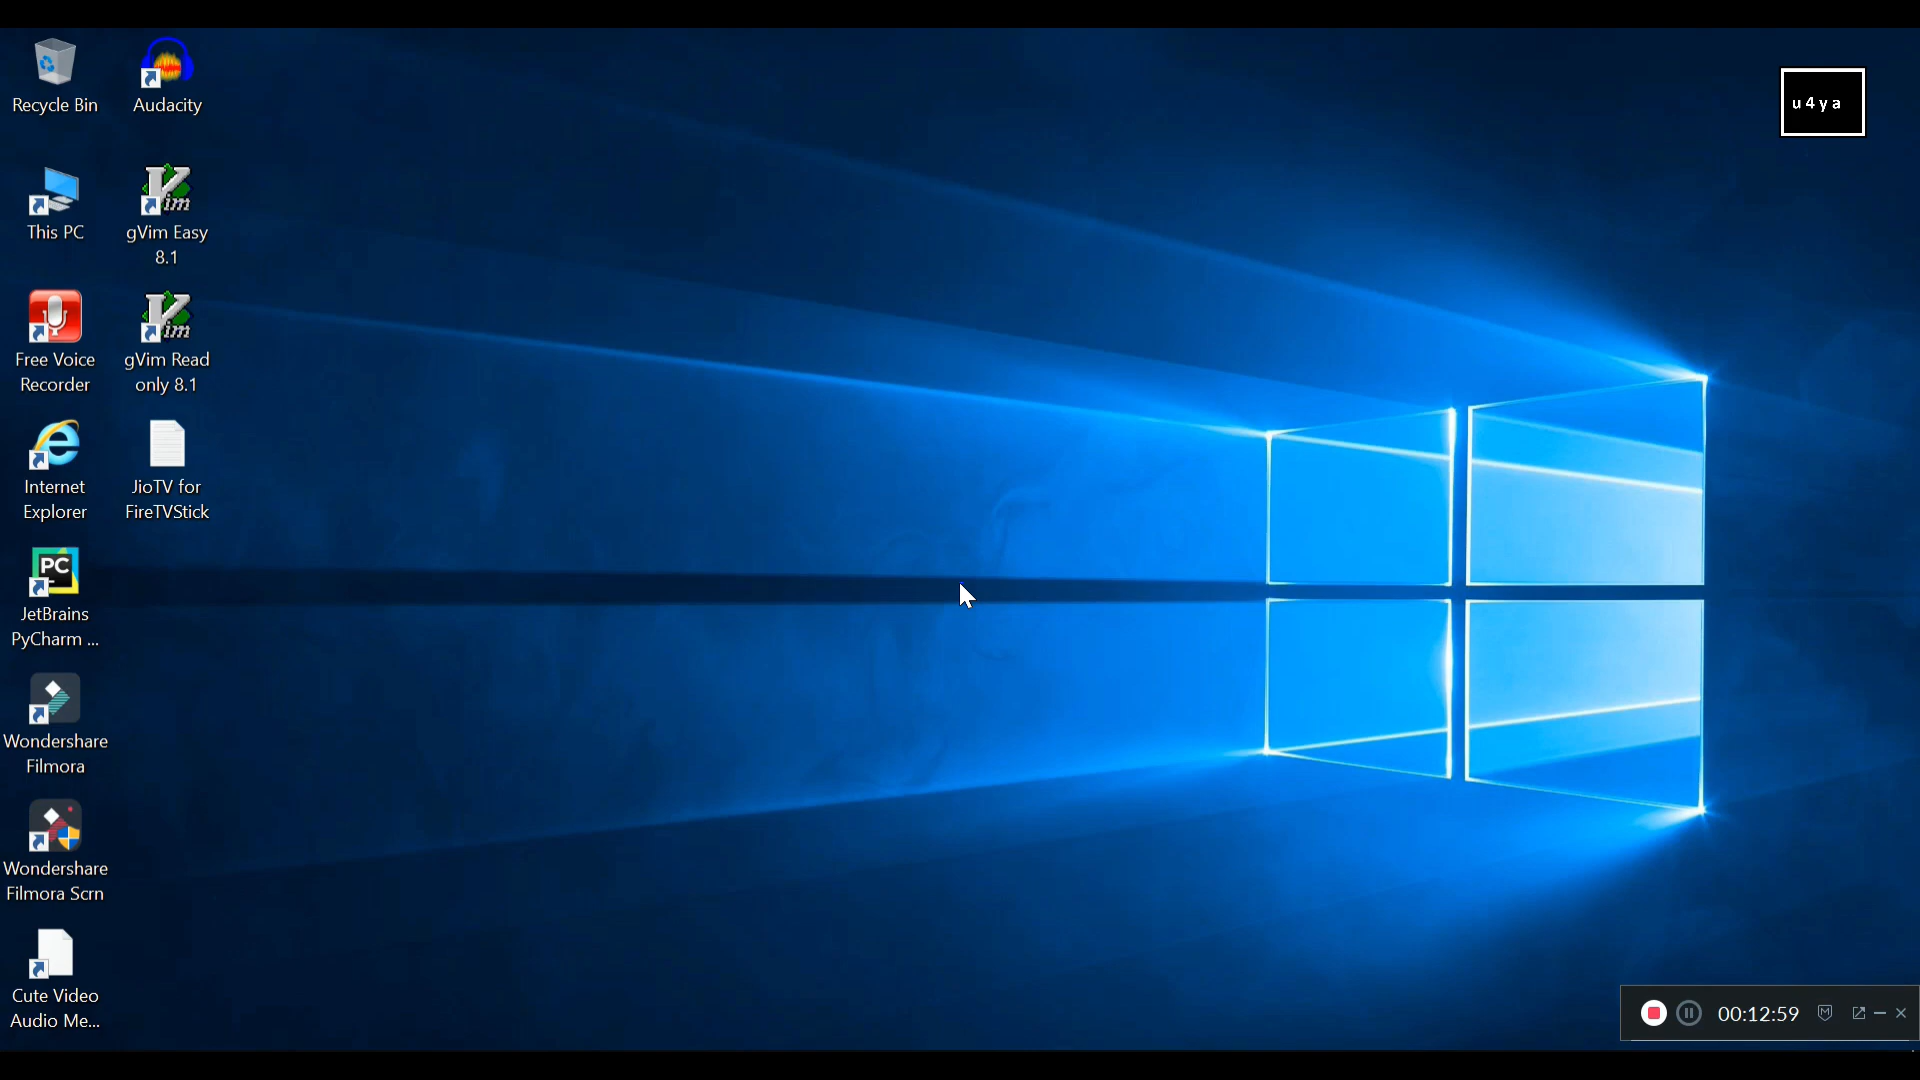 Recycle Bin
Audacity
u4ya
This PC
gVim Easy
8.1
Free Voice
Recorder
gVim Read
only 8.1
Internet
Explorer
JioTV for
FireTVStick
PC
JetBrains
PyCharm ...
Wondershare
Filmora
Wondershare
Filmora Scrn
Cute Video
Audio Me...
00:12:59